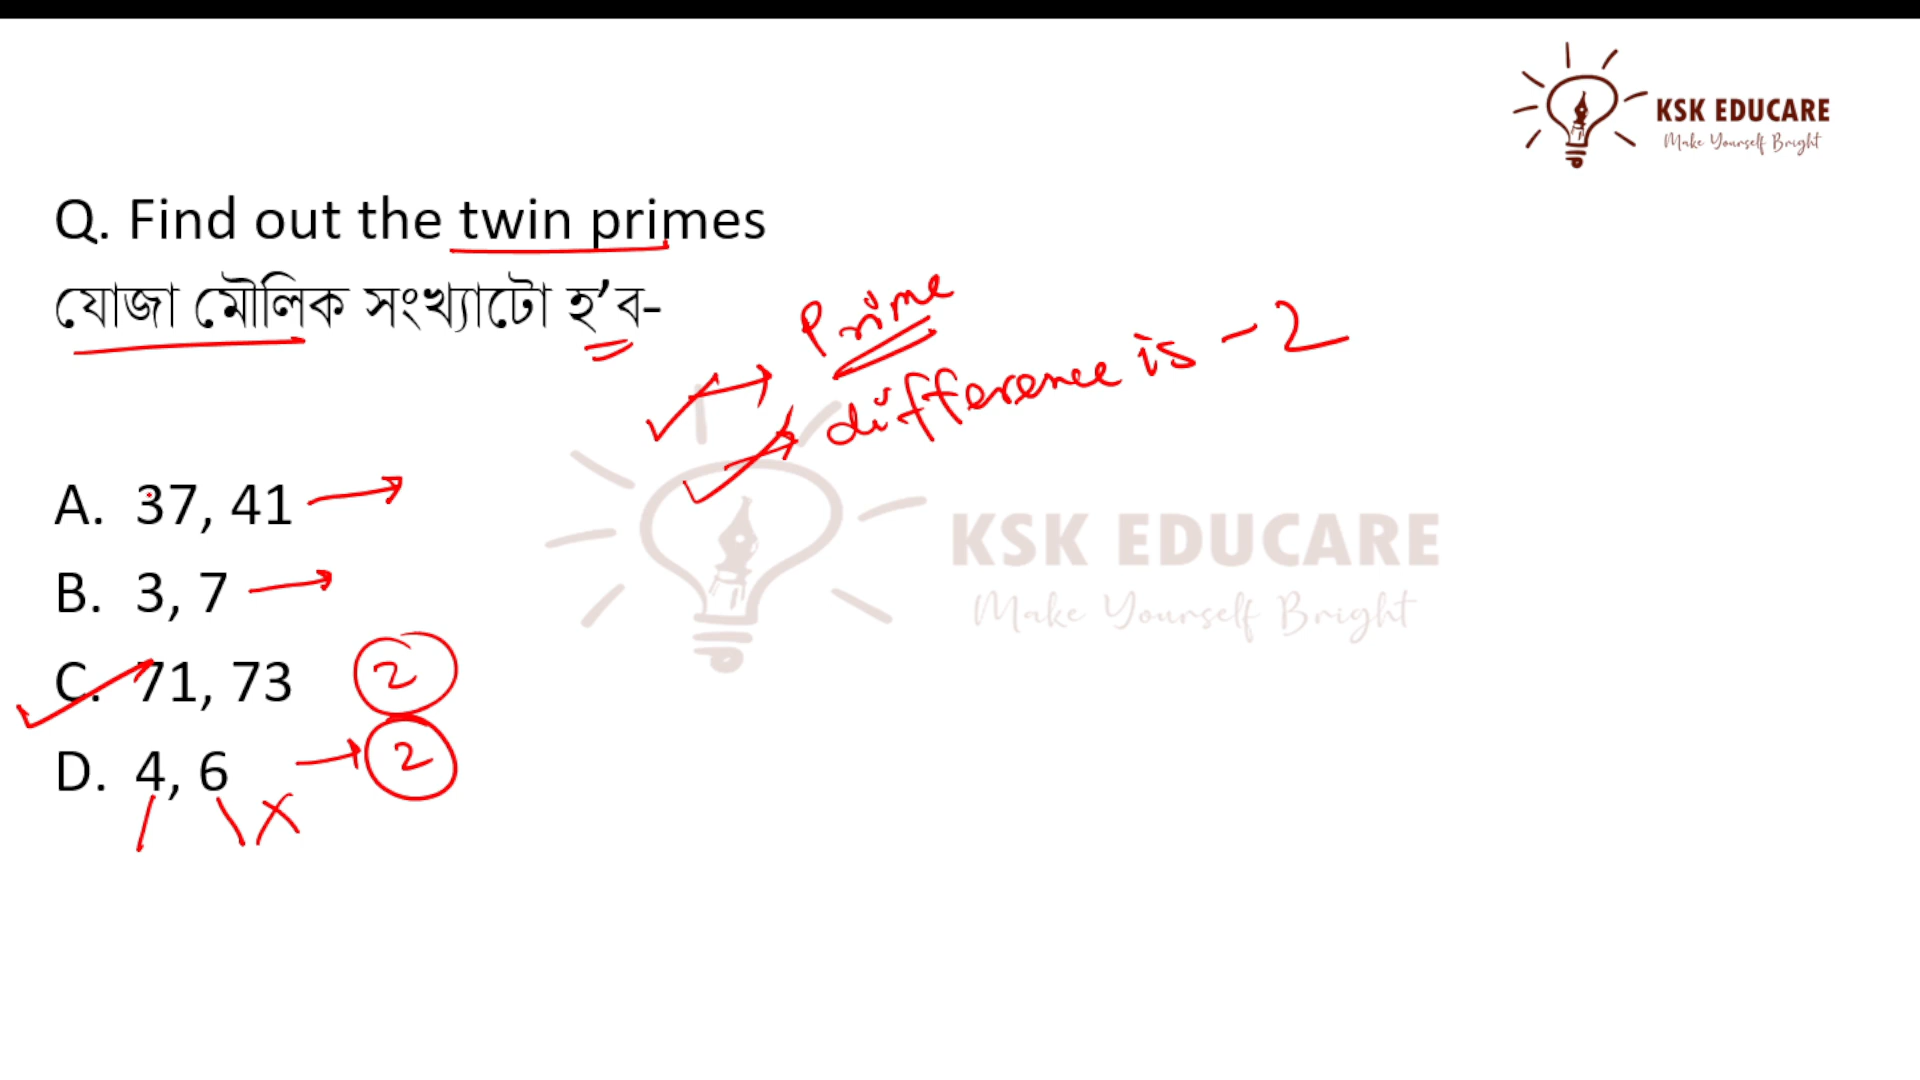 KSK EDUCARE
Make Yourself Bright
Q. Find out the twin primes
যোজা মৌলিক সংখ্যাটো হ’ব-
Prime
difference is - 2
A. 37, 41
B. 3, 7
C. 71, 73 2
D. 4, 6 2
KSK EDUCARE
Make Yourself Bright